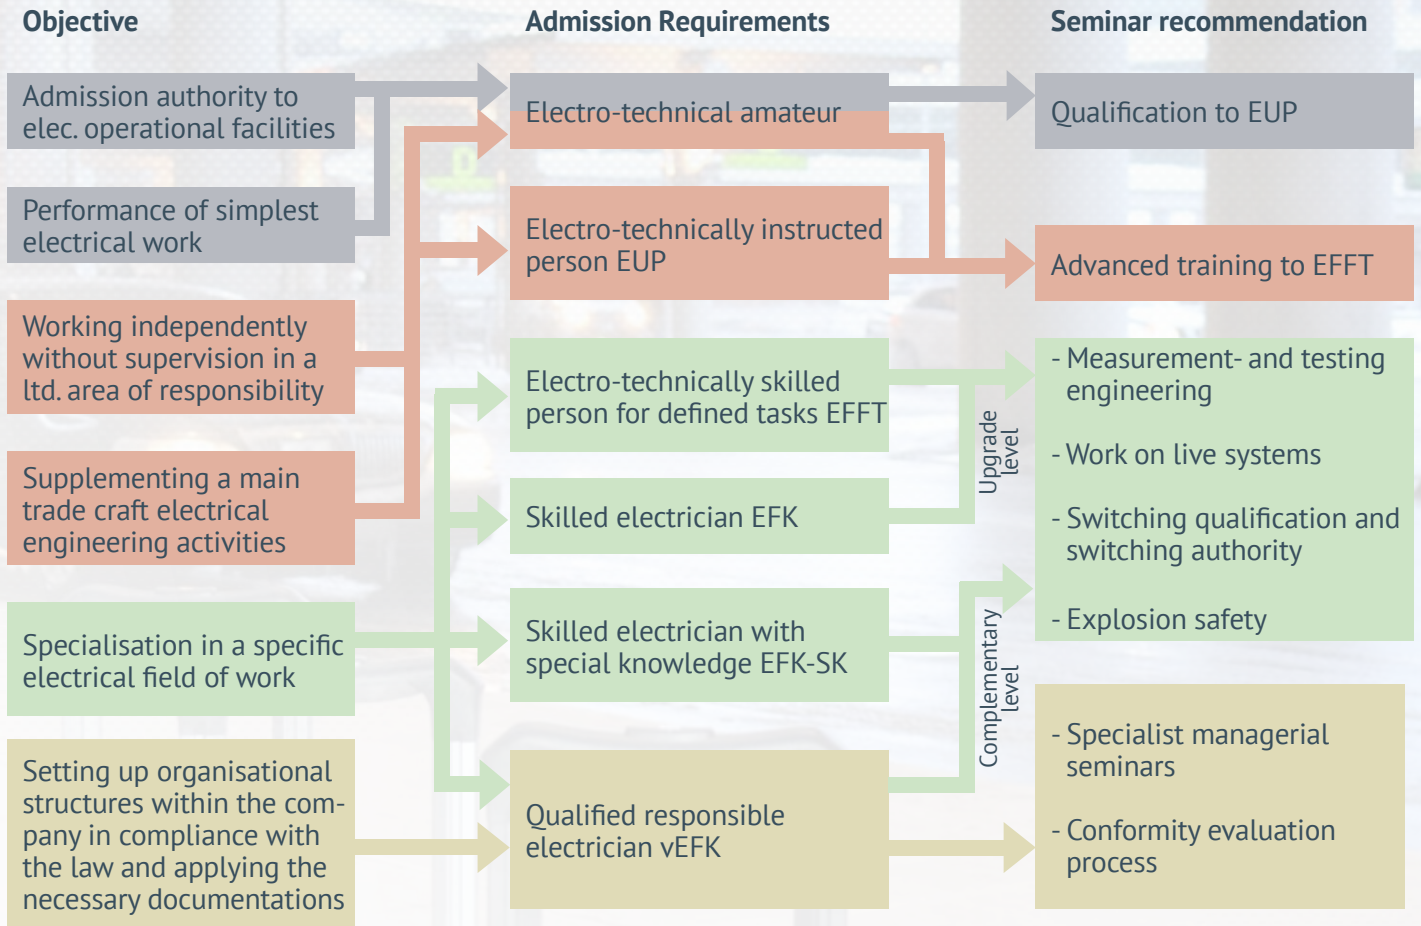 Objective
Admission Requirements
Seminar recommendation
Admission authority to
elec. operational facilities
Electro-technical amateur
Qualification to EUP
Performance of simplest
electrical work
Electro-technically instructed
person EUP
Advanced training to EFFT
Working independently
without supervision in a
ltd. area of responsibility
Electro-technically skilled
person for defined tasks EFFT
Upgrade
level
- Measurement- and testing
engineering
- Work on live systems
- Switching qualification and
switching authority
- Explosion safety
Supplementing a main
trade craft electrical
engineering activities
Skilled electrician EFK
Specialisation in a specific
electrical field of work
Skilled electrician with
special knowledge EFK-SK
Complementary
level
Setting up organisational
structures within the com-
pany in compliance with
the law and applying the
necessary documentations
Qualified responsible
electrician vEFK
- Specialist managerial
seminars
- Conformity evaluation
process